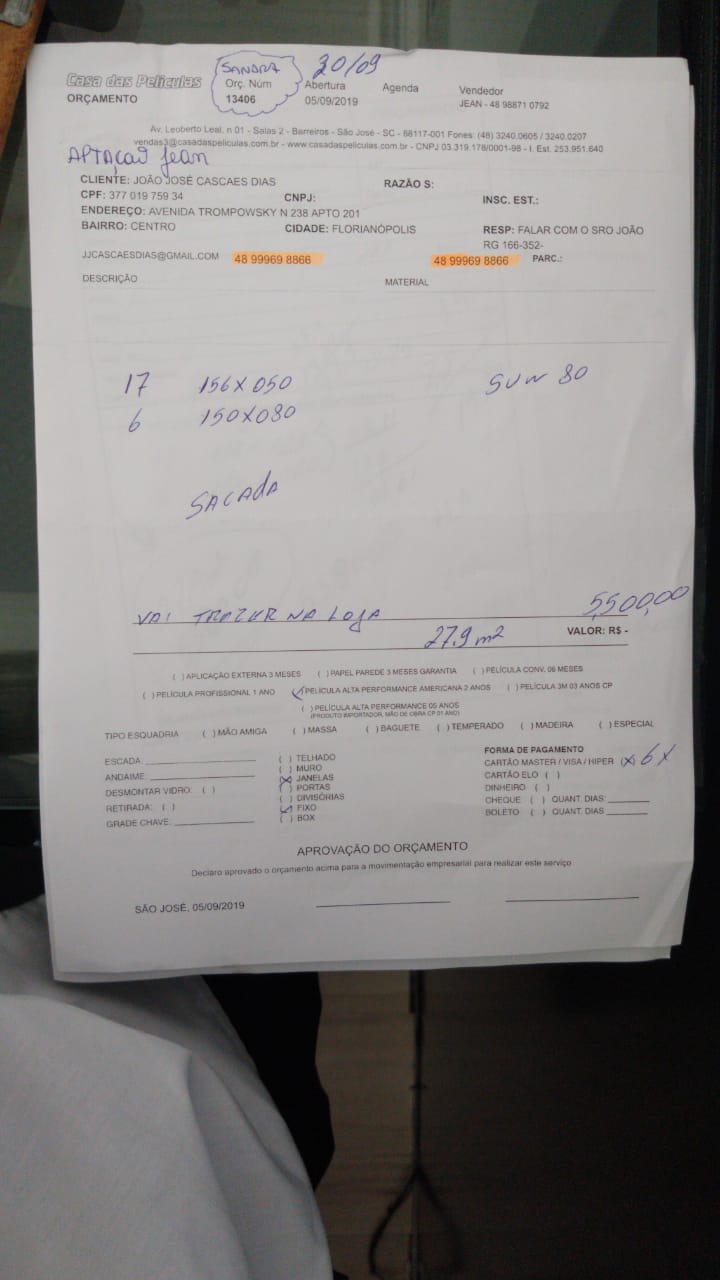 SANDRA 30/09
Casa das Películas Orç. Núm Abertura Agenda Vendedor
ORÇAMENTO 13406 05/09/2019 JEAN - 48 98871 0792
Av. Leoberto Leal, n 01 - Salas 2 - Barreiros - São José - SC - 88117-001 Fones: (48) 3240.0605 / 3240.0207
vendas3@casadaspeliculas.com.br - www.casadaspeliculas.com.br - CNPJ 03.319.178/0001-98 - I. Est. 253.951.640
Jean
CLIENTE: JOÃO JOSÉ CASCAES DIAS RAZÃO S:
CPF: 377 019 759 34 CNPJ: INSC. EST.:
ENDEREÇO: AVENIDA TROMPOWSKY N 238 APTO 201
BAIRRO: CENTRO CIDADE: FLORIANÓPOLIS RESP: FALAR COM O SRO JOÃO
RG 166-352-
JJCASCAESDIAS@GMAIL.COM 48 99969 8866 48 99969 8866 PARC.:
DESCRIÇÃO MATERIAL
17 156X050 SUN 80
6 150X080
SACADA
VAI TRAZER NA LOJA 5,500,00
27.9 m2 VALOR: R$ -
( ) APLICAÇÃO EXTERNA 3 MESES ( ) PAPEL PAREDE 3 MESES GARANTIA ( ) PELÍCULA CONV. 06 MESES
( ) PELÍCULA PROFISSIONAL 1 ANO (✓) PELÍCULA ALTA PERFORMANCE AMERICANA 2 ANOS ( ) PELÍCULA 3M 03 ANOS CP
( ) PELÍCULA ALTA PERFORMANCE 05 ANOS
(PRODUTO IMPORTADOR, MÃO DE OBRA CP 01 ANO)
TIPO ESQUADRIA ( ) MÃO AMIGA ( ) MASSA ( ) BAGUETE ( ) TEMPERADO ( ) MADEIRA ( ) ESPECIAL
ESCADA: ( ) TELHADO FORMA DE PAGAMENTO
ANDAIME: ( ) MURO CARTÃO MASTER / VISA / HIPER (X) 6X
DESMONTAR VIDRO: ( ) (X) JANELAS CARTÃO ELO ( )
RETIRADA: ( ) ( ) PORTAS DINHEIRO ( )
GRADE CHAVE: ( ) DIVISÓRIAS CHEQUE ( ) QUANT. DIAS:
(✓) FIXO BOLETO ( ) QUANT. DIAS
( ) BOX
APROVAÇÃO DO ORÇAMENTO
Declaro aprovado o orçamento acima para a movimentação empresarial para realizar este serviço
SÃO JOSÉ, 05/09/2019